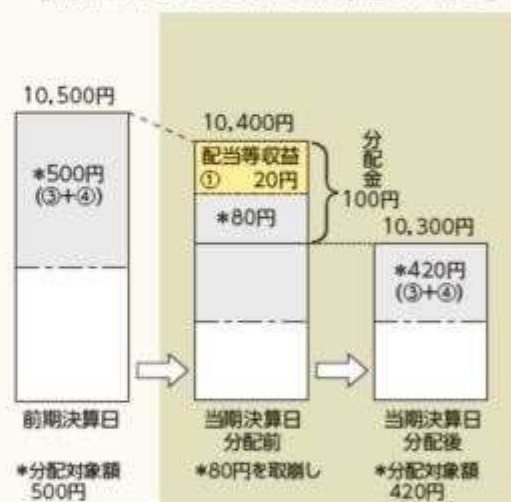 10,500円
*500円
(③+④)
前期決算日
*分配対象額
500円
10,400円
配当等収益
① 20円
*80円
分配金
100円
当期決算日
分配前
*80円を取崩し
10,300円
*420円
(③+④)
当期決算日
分配後
*分配対象額
420円